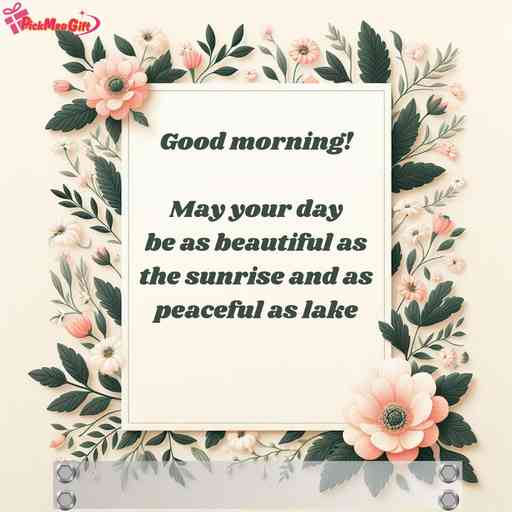 PickMeeGift
Good morning!
May your day
be as beautiful as
the sunrise and as
peaceful as lake